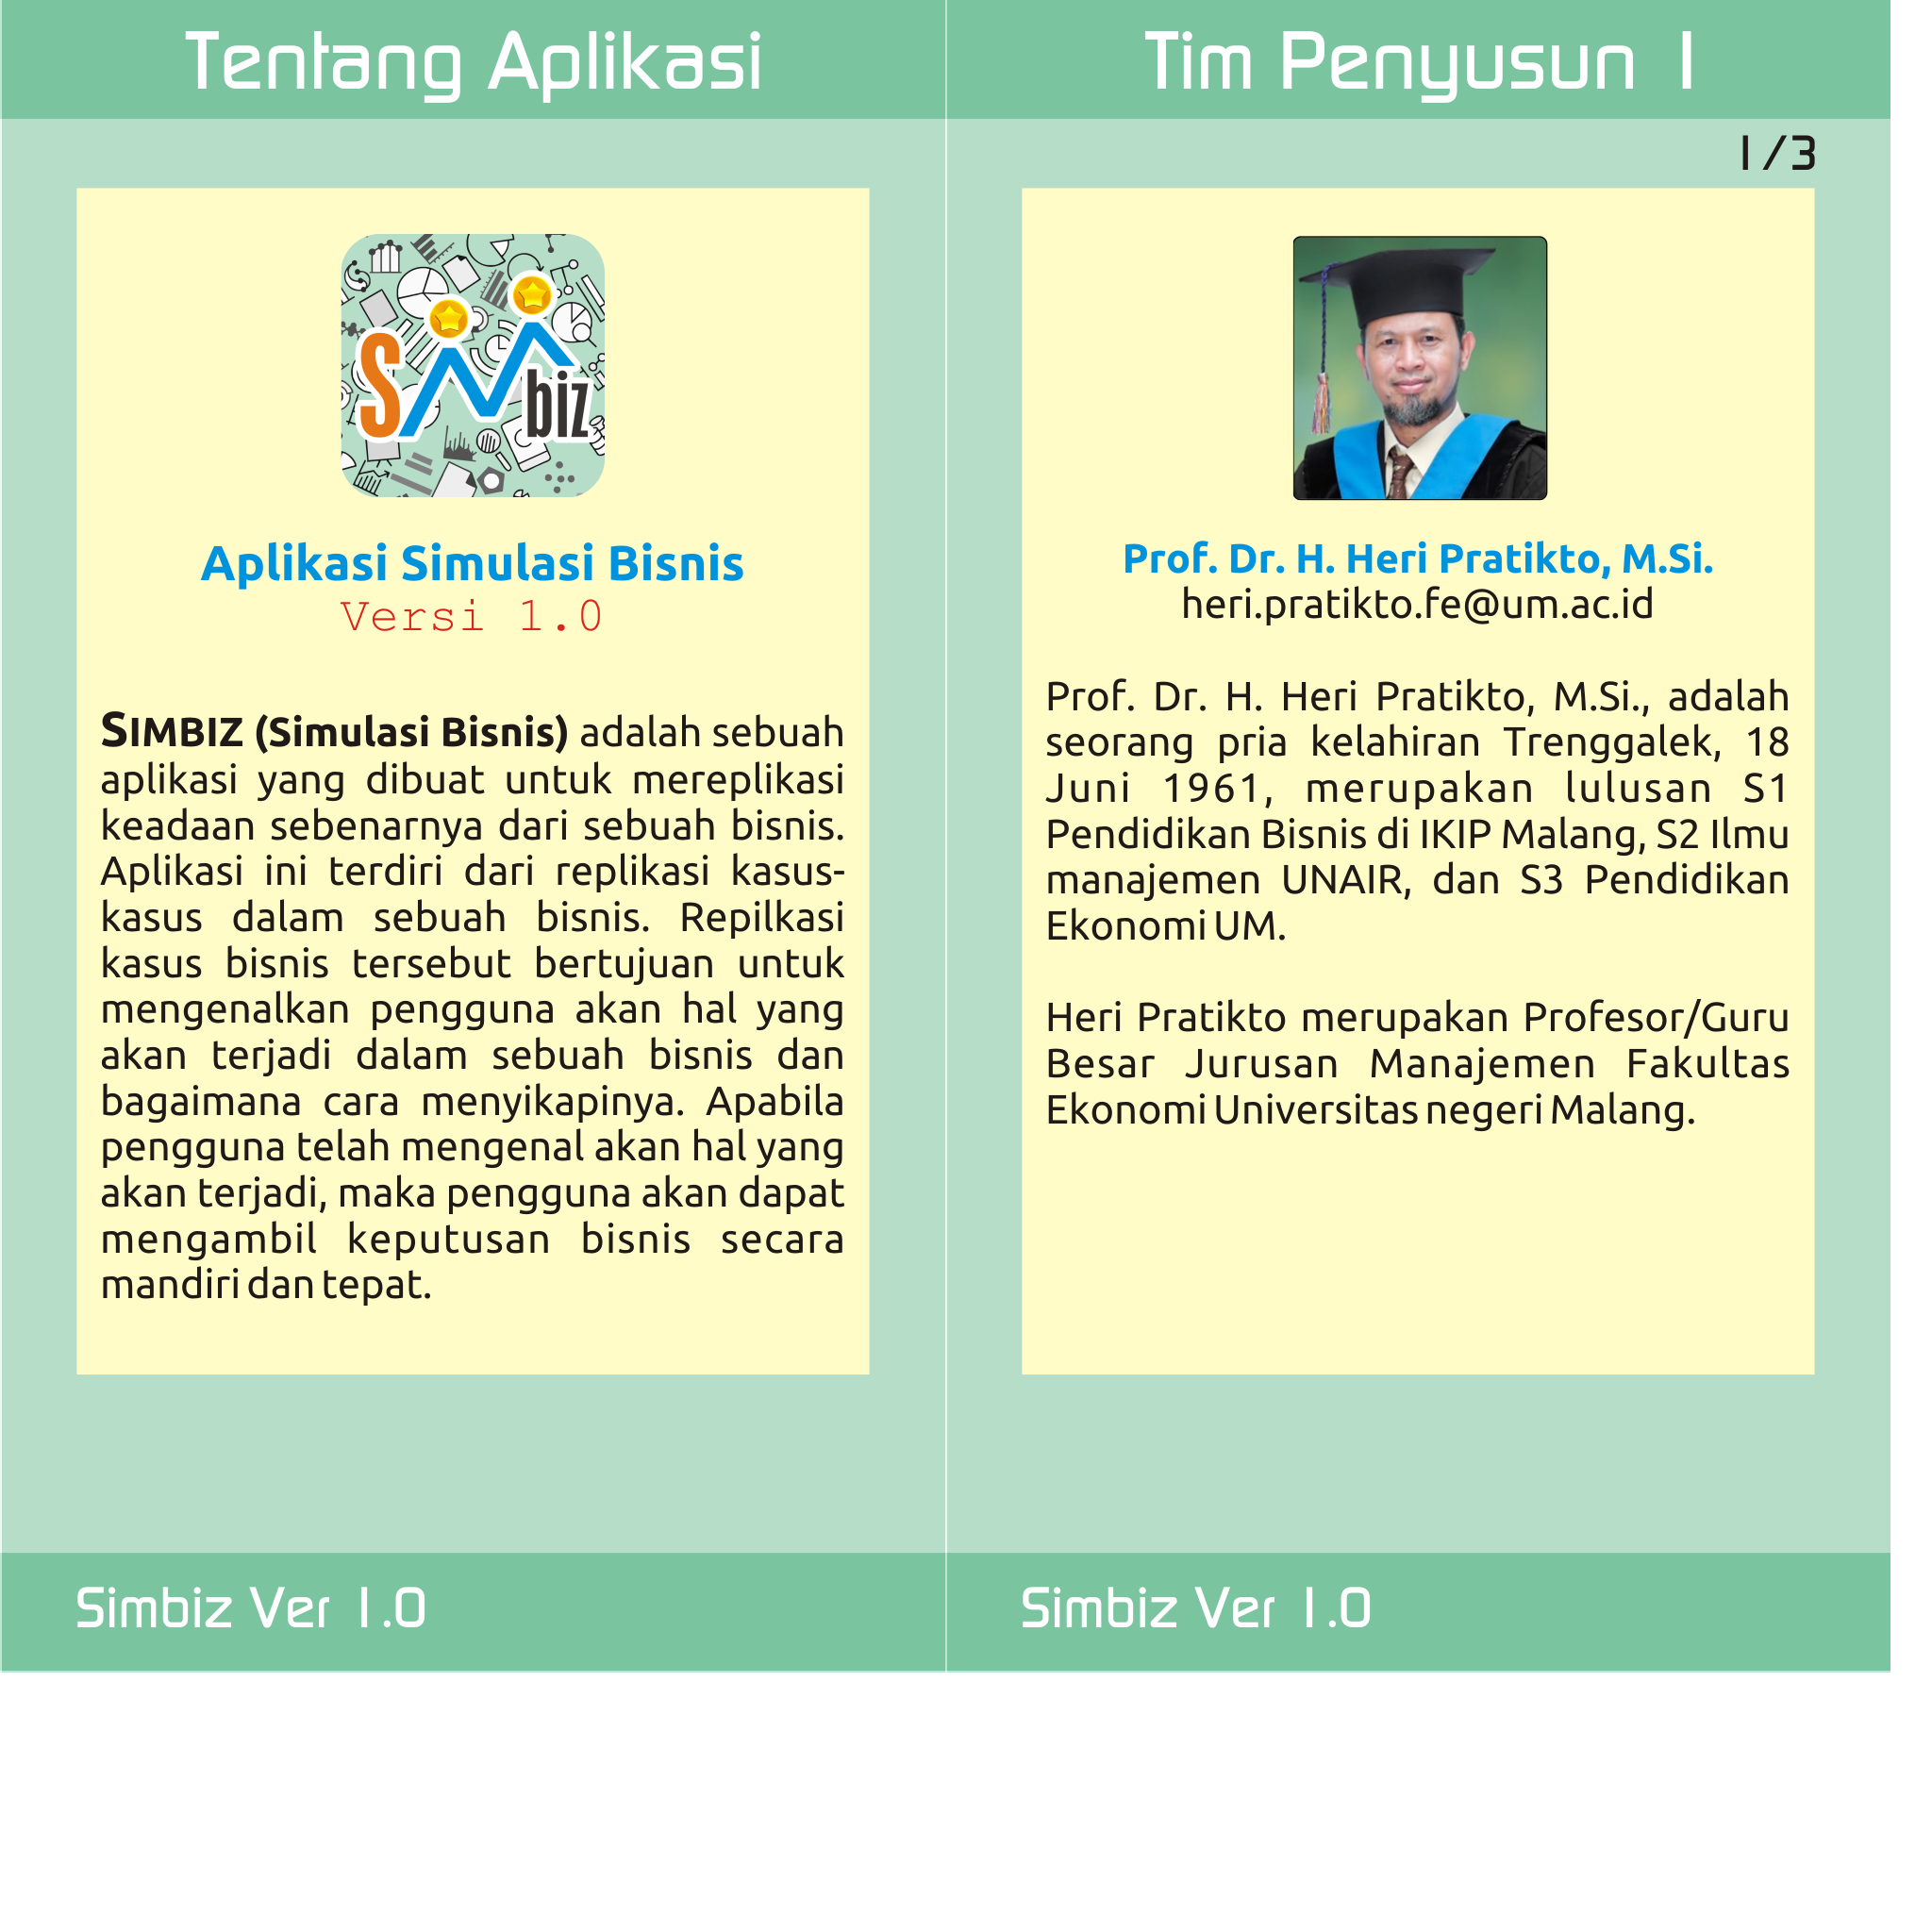 Tentang Aplikasi
SIM
biz
Aplikasi Simulasi Bisnis
Versi 1.0
SIMBIZ (Simulasi Bisnis) adalah sebuah
aplikasi yang dibuat untuk mereplikasi
keadaan sebenarnya dari sebuah bisnis.
Aplikasi ini terdiri dari replikasi kasus-
kasus dalam sebuah bisnis. Repilkasi
kasus bisnis tersebut bertujuan untuk
mengenalkan pengguna akan hal yang
akan terjadi dalam sebuah bisnis dan
bagaimana cara menyikapinya. Apabila
pengguna telah mengenal akan hal yang
akan terjadi, maka pengguna akan dapat
mengambil keputusan bisnis secara
mandiri dan tepat.
Simbiz Ver 1.0
Tim Penyusun 1
1/3
Prof. Dr. H. Heri Pratikto, M.Si.
heri.pratikto.fe@um.ac.id
Prof. Dr. H. Heri Pratikto, M.Si., adalah
seorang pria kelahiran Trenggalek, 18
Juni 1961, merupakan lulusan S1
Pendidikan Bisnis di IKIP Malang, S2 Ilmu
manajemen UNAIR, dan S3 Pendidikan
Ekonomi UM.
Heri Pratikto merupakan Profesor/Guru
Besar Jurusan Manajemen Fakultas
Ekonomi Universitas negeri Malang.
Simbiz Ver 1.0